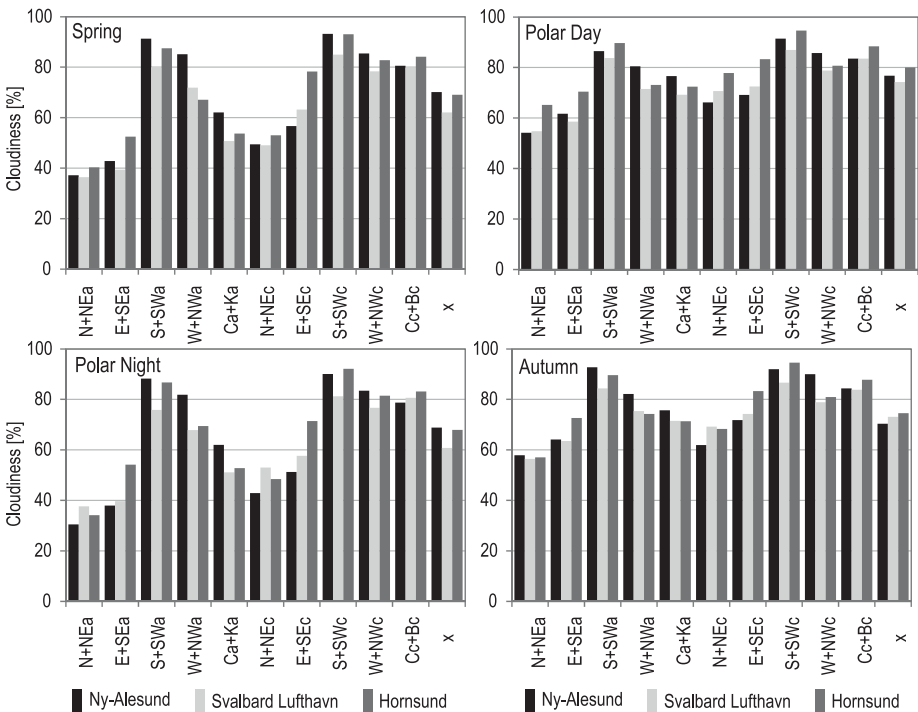 Spring
Cloudiness [%]
100
80
60
40
20
0
N+NEa
E+SEa
S+SWa
W+NWa
Ca+Ka
N+NEc
E+SEc
S+SWc
W+NWc
Cc+Bc
x
Polar Day
Cloudiness [%]
100
80
60
40
20
0
N+NEa
E+SEa
S+SWa
W+NWa
Ca+Ka
N+NEc
E+SEc
S+SWc
W+NWc
Cc+Bc
x
Polar Night
Cloudiness [%]
100
80
60
40
20
0
N+NEa
E+SEa
S+SWa
W+NWa
Ca+Ka
N+NEc
E+SEc
S+SWc
W+NWc
Cc+Bc
x
Autumn
Cloudiness [%]
100
80
60
40
20
0
N+NEa
E+SEa
S+SWa
W+NWa
Ca+Ka
N+NEc
E+SEc
S+SWc
W+NWc
Cc+Bc
x
Ny-Alesund Svalbard Lufthavn Hornsund
Ny-Alesund Svalbard Lufthavn Hornsund